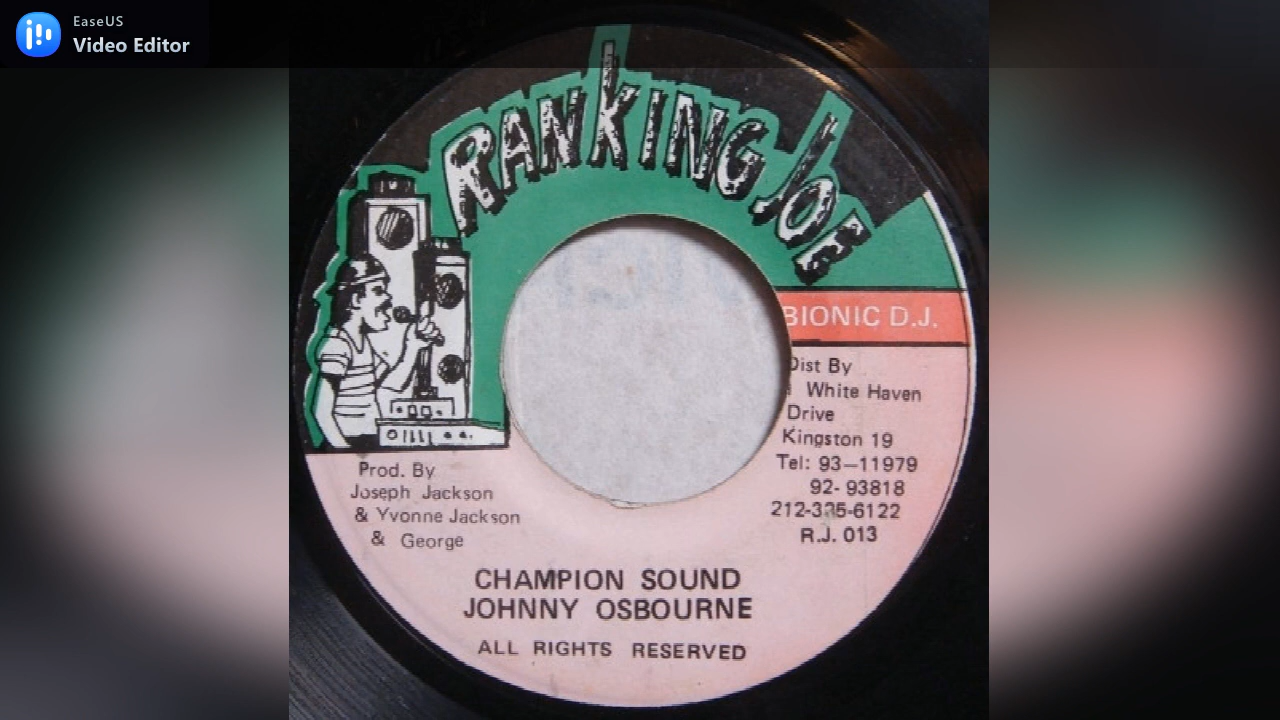 EaseUS
Video Editor
RANKING JOE
BIONIC D.J.
Dist By
White Haven
Drive
Kingston 19
Tel: 93-11979
92-93818
212-335-6122
R.J. 013
Prod. By
Joseph Jackson
& Yvonne Jackson
& George
CHAMPION SOUND
JOHNNY OSBOURNE
ALL RIGHTS RESERVED